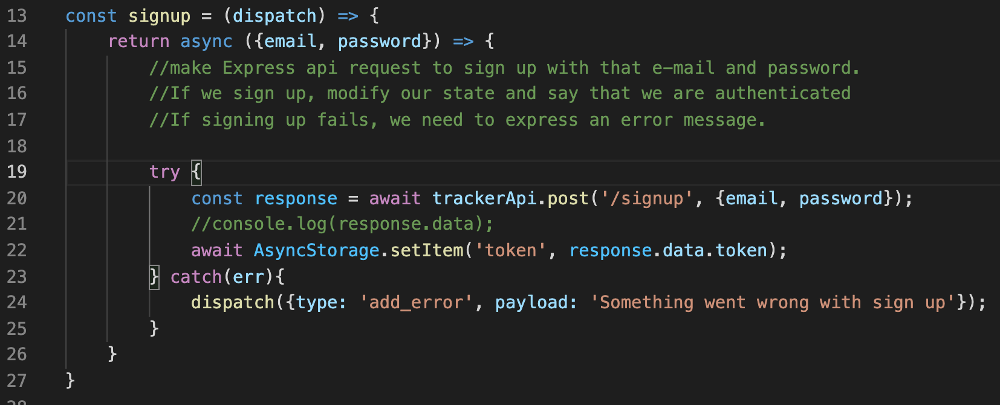 13 const signup = (dispatch) => {
14 return async ({email, password}) => {
15 //make Express api request to sign up with that e-mail and password.
16 //If we sign up, modify our state and say that we are authenticated
17 //If signing up fails, we need to express an error message.
18
19 try {
20 const response = await trackerApi.post('/signup', {email, password});
21 //console.log(response.data);
22 await AsyncStorage.setItem('token', response.data.token);
23 } catch(err){
24 dispatch({type: 'add_error', payload: 'Something went wrong with sign up'});
25 }
26 }
27 }